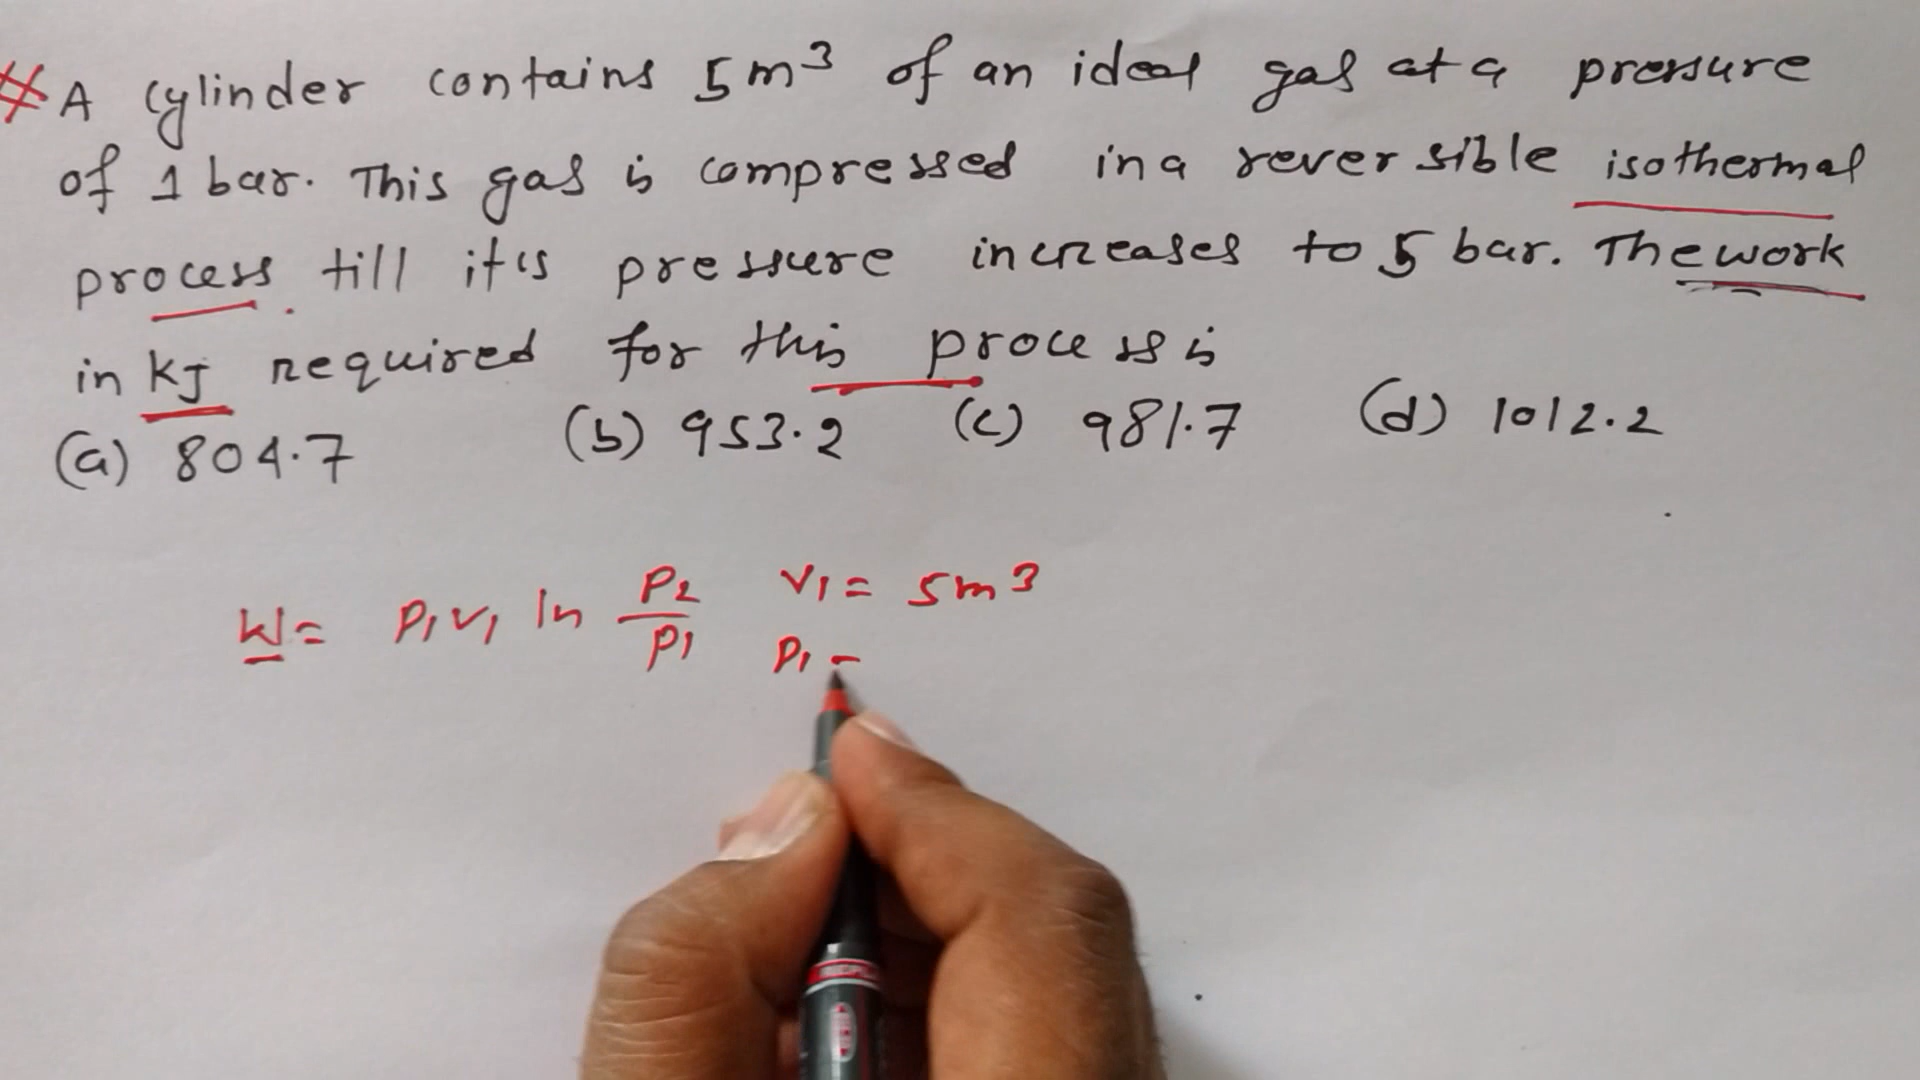 # A cylinder contains 5m³ of an ideal gas at a pressure
of 1 bar. This gas is compressed in a reversible isothermal
process till it's pressure increases to 5 bar. The work
in KJ required for this process is
(a) 804.7 (b) 953.2 (c) 981.7 (d) 1012.2
W = P₁V₁ ln P₂/P₁ V₁ = 5m³
P₁ -